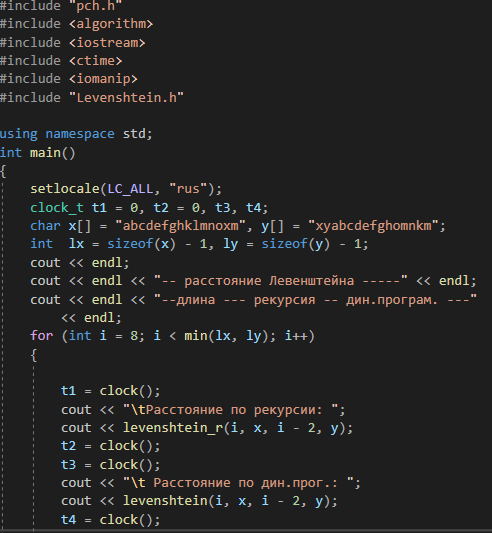 #include "pch.h"
#include <algorithm>
#include <iostream>
#include <ctime>
#include <iomanip>
#include "Levenshtein.h"
using namespace std;
int main()
{
setlocale(LC_ALL, "rus");
clock_t t1 = 0, t2 = 0, t3, t4;
char x[] = "abcdefghklmnoxm", y[] = "xyabcdefghomnkm";
int lx = sizeof(x) - 1, ly = sizeof(y) - 1;
cout << endl;
cout << endl << "-- расстояние Левенштейна -----" << endl;
cout << endl << "--длина --- рекурсия -- дин.програм. ---"
<< endl;
for (int i = 8; i < min(lx, ly); i++)
{
t1 = clock();
cout << "\tРасстояние по рекурсии: ";
cout << levenshtein_r(i, x, i - 2, y);
t2 = clock();
t3 = clock();
cout << "\t Расстояние по дин.прог.: ";
cout << levenshtein(i, x, i - 2, y);
t4 = clock();